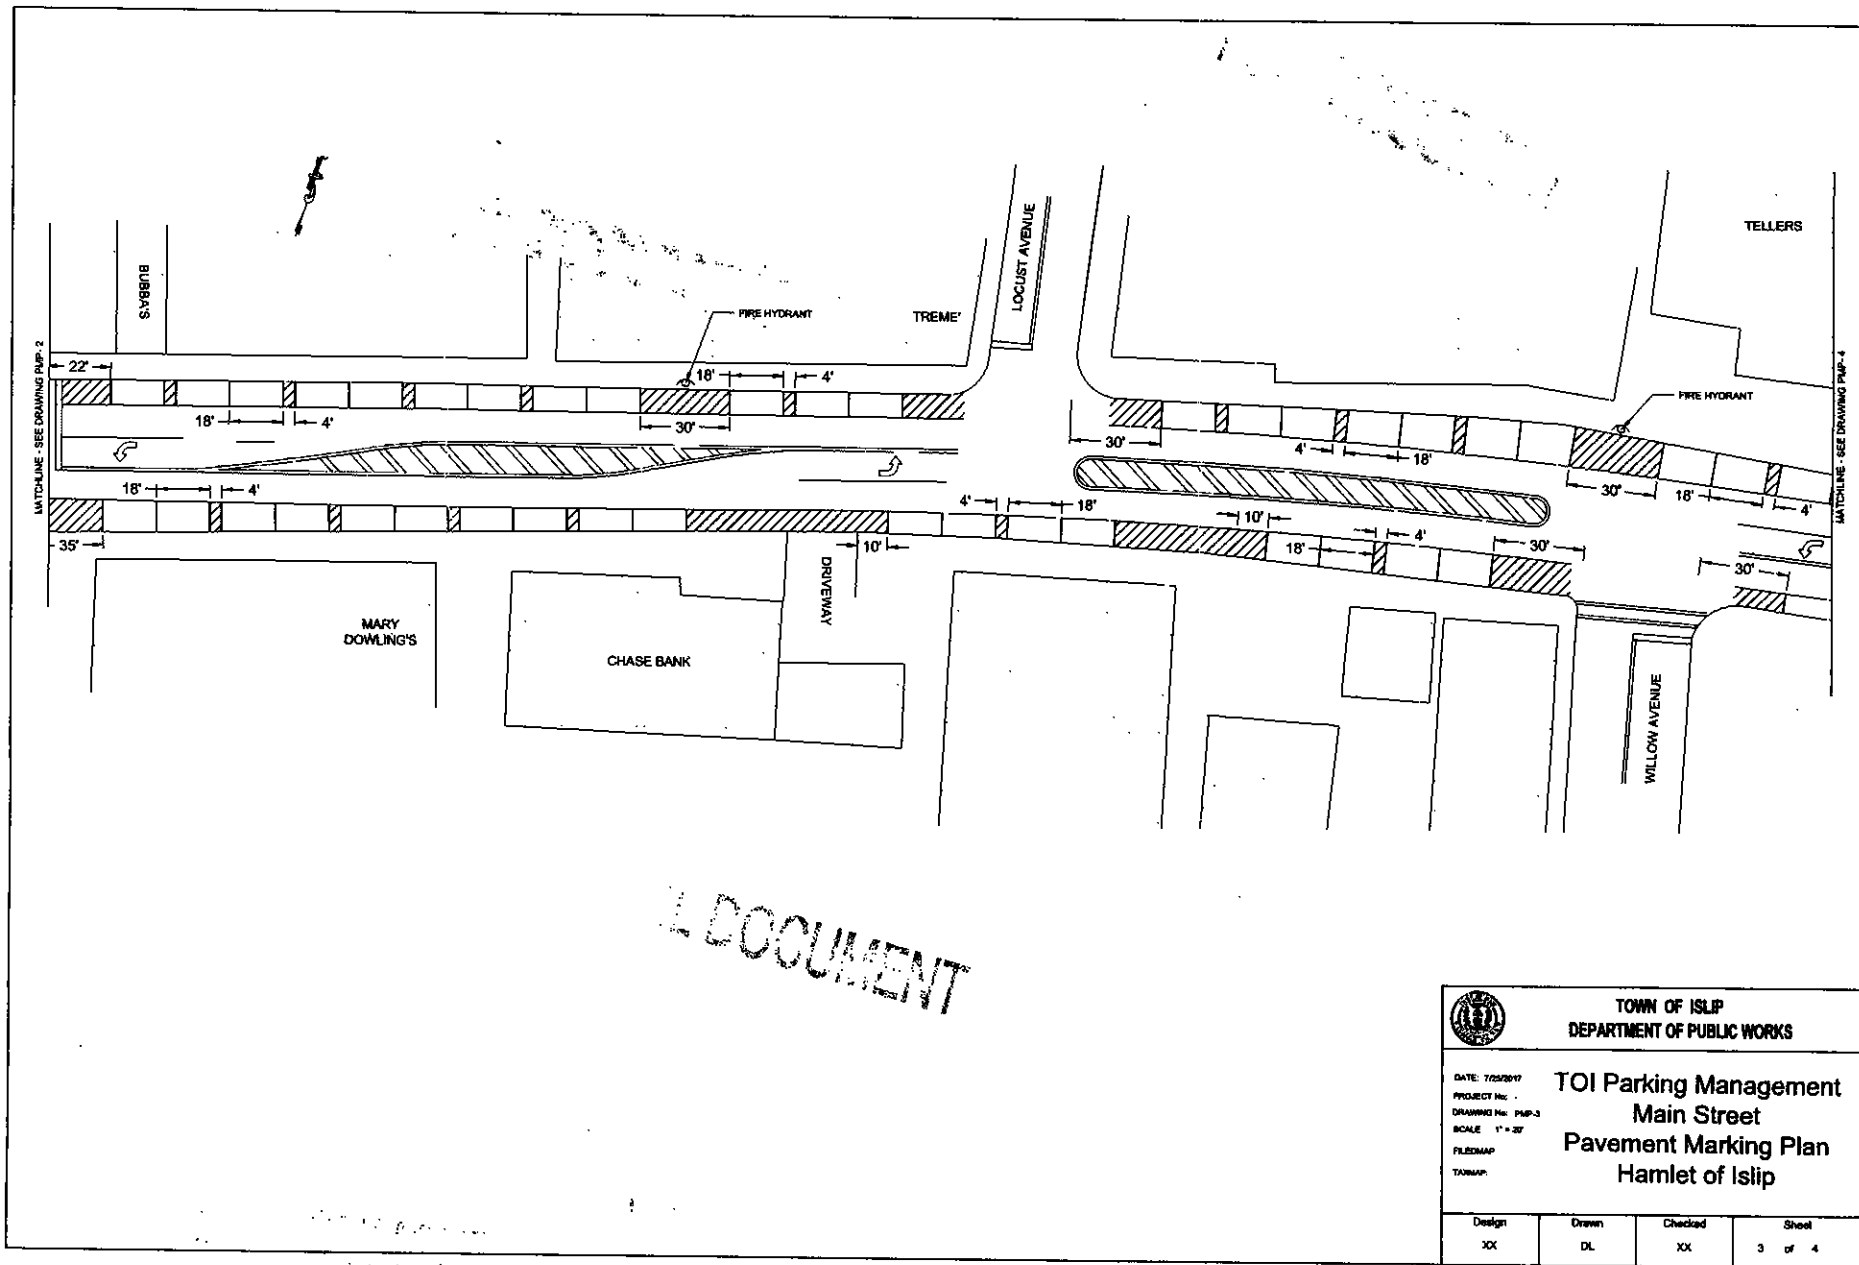 TELLERS
LOCUST AVENUE
BUBBA'S
FIRE HYDRANT
TREME'
MATCHLINE - SEE DRAWING PMP- 2
22'
18'
4'
18'
4'
30'
FIRE HYDRANT
MATCHLINE - SEE DRAWING PMP- 4
30'
4'
18'
30'
18'
4'
18'
4'
4'
18'
10'
4'
18'
30'
30'
35'
10'
DRIVEWAY
MARY
DOWLING'S
CHASE BANK
WILLOW AVENUE
L DOCUMENT
TOWN OF ISLIP
DEPARTMENT OF PUBLIC WORKS
DATE: 7/25/2017
PROJECT No: -
DRAWING No: PMP-3
SCALE 1" = 20'
FILEDMAP
TAXMAP:
TOI Parking Management
Main Street
Pavement Marking Plan
Hamlet of Islip
Design
Drawn
Checked
Sheet
XX
DL
XX
3 of 4